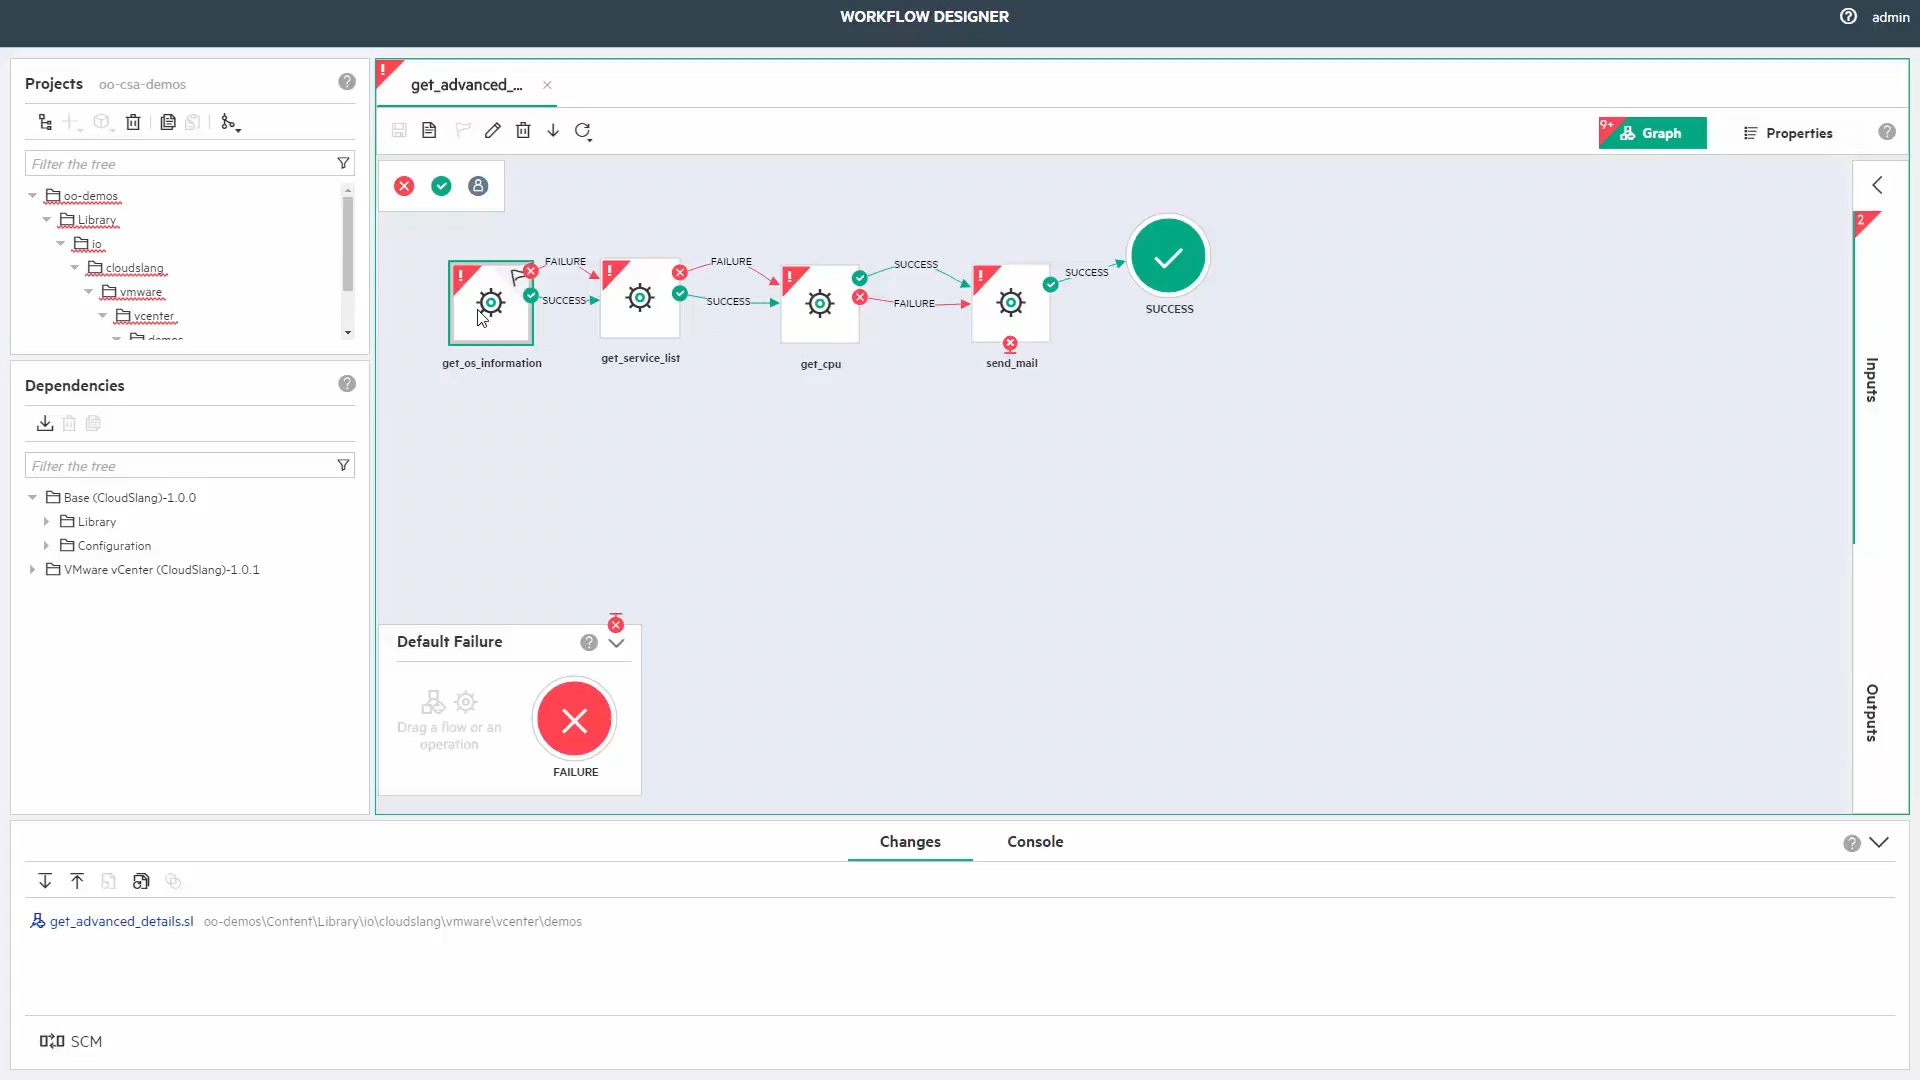 WORKFLOW DESIGNER
admin
Projects oo-csa-demos
Filter the tree
oo-demos
Library
io
cloudslang
vmware
vcenter
demos
Dependencies
Filter the tree
Base (CloudSlang)-1.0.0
Library
Configuration
VMware vCenter (CloudSlang)-1.0.1
get_advanced_...
9+
Graph
Properties
FAILURE
SUCCESS
FAILURE
SUCCESS
SUCCESS
FAILURE
SUCCESS
SUCCESS
get_os_information
get_service_list
get_cpu
send_mail
2
Inputs
Outputs
Default Failure
Drag a flow or an
operation
FAILURE
Changes
Console
get_advanced_details.sl oo-demos\Content\Library\io\cloudslang\vmware\vcenter\demos
SCM